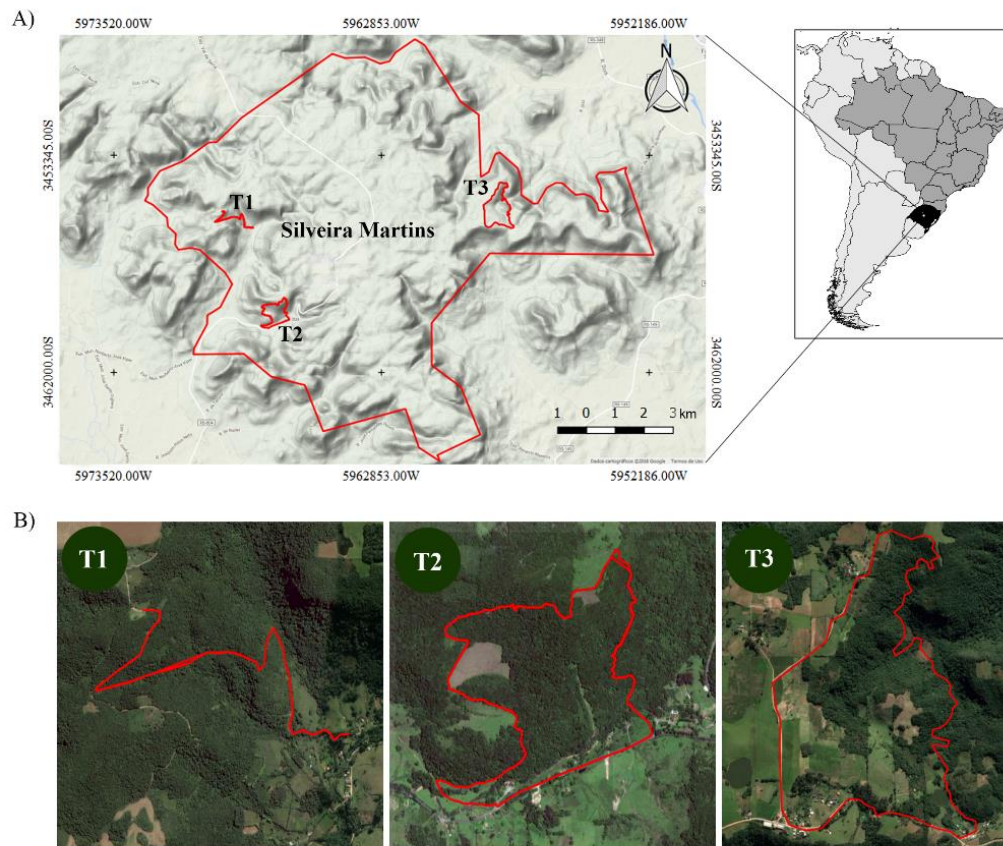 A)
5973520.00W
5962853.00W
5952186.00W
N
3453345.00S
3453345.00S
T3
T1
Silveira Martins
T2
3462000.00S
3462000.00S
1 0 1 2 3 km
5973520.00W
5962853.00W
5952186.00W
B)
T1
T2
T3